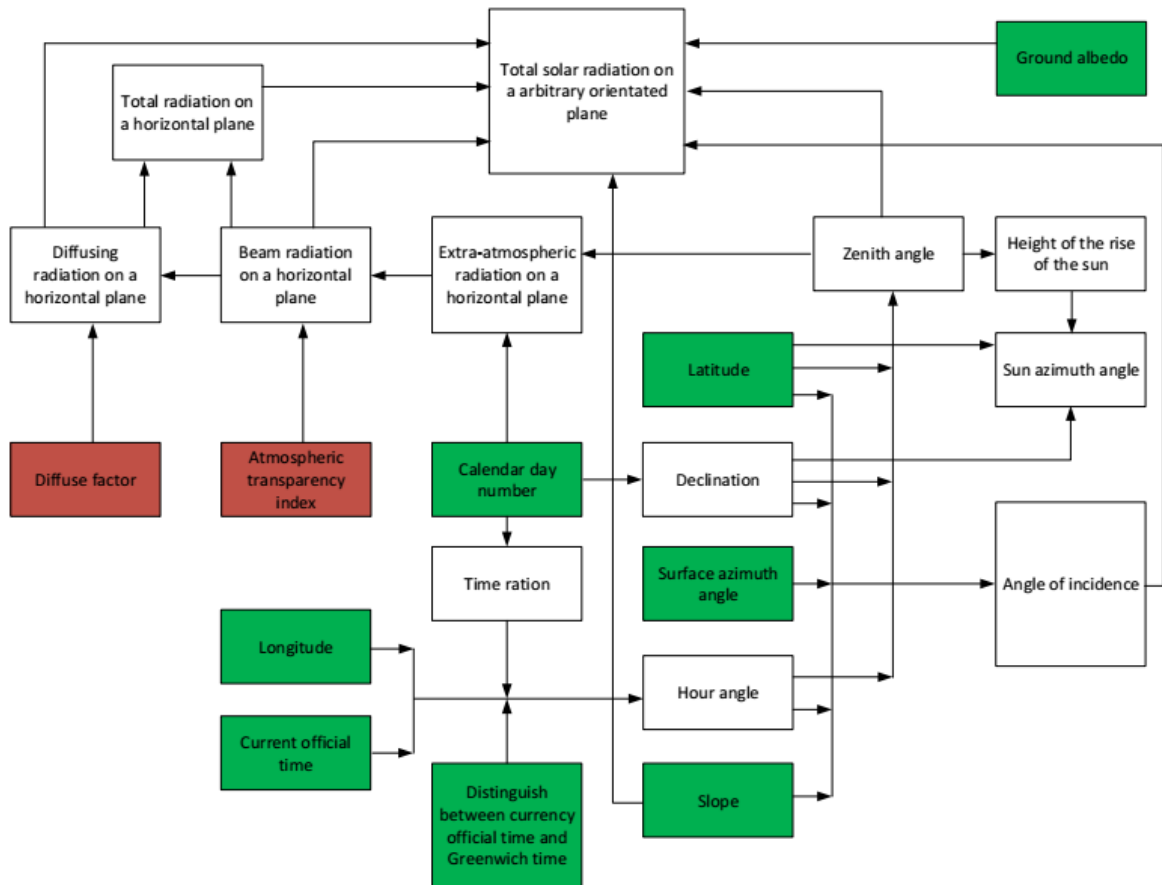 Total solar radiation on
a arbitrary orientated
plane
Ground albedo
Total radiation on
a horizontal plane
Diffusing
radiation on a
horizontal plane
Beam radiation
on a horizontal
plane
Extra-atmospheric
radiation on a
horizontal plane
Zenith angle
Height of the rise
of the sun
Latitude
Sun azimuth angle
Diffuse factor
Atmospheric
transparency
index
Calendar day
number
Declination
Time ration
Surface azimuth
angle
Angle of incidence
Longitude
Hour angle
Current official
time
Distinguish
between currency
official time and
Greenwich time
Slope